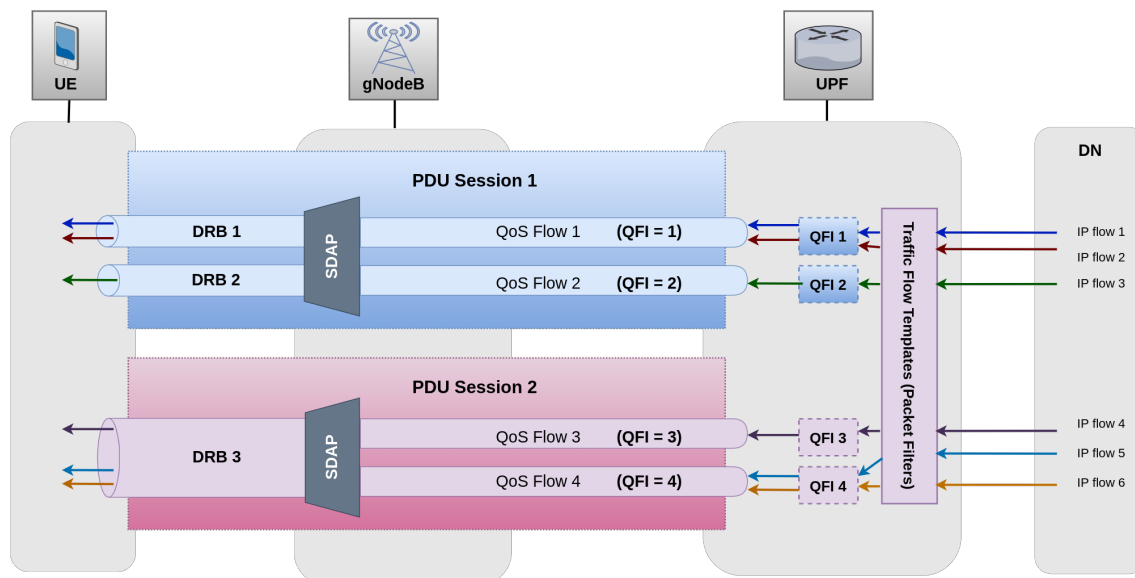 UE
gNodeB
UPF
DN
PDU Session 1
DRB 1
SDAP
QoS Flow 1 (QFI = 1)
QFI 1
DRB 2
QoS Flow 2 (QFI = 2)
QFI 2
Traffic Flow Templates (Packet Filters)
IP flow 1
IP flow 2
IP flow 3
PDU Session 2
DRB 3
SDAP
QoS Flow 3 (QFI = 3)
QFI 3
QoS Flow 4 (QFI = 4)
QFI 4
IP flow 4
IP flow 5
IP flow 6